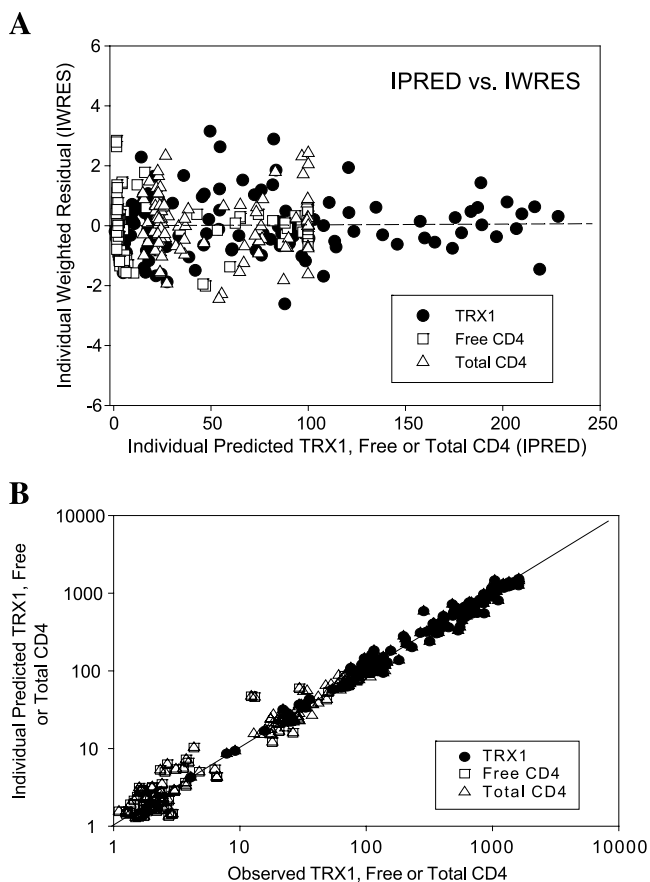 A
6
4
2
0
-2
-4
-6
Individual Weighted Residual (IWRES)
IPRED vs. IWRES
TRX1
Free CD4
Total CD4
0 50 100 150 200 250
Individual Predicted TRX1, Free or Total CD4 (IPRED)
B
10000
1000
100
10
1
Individual Predicted TRX1, Free
or Total CD4
TRX1
Free CD4
Total CD4
1 10 100 1000 10000
Observed TRX1, Free or Total CD4